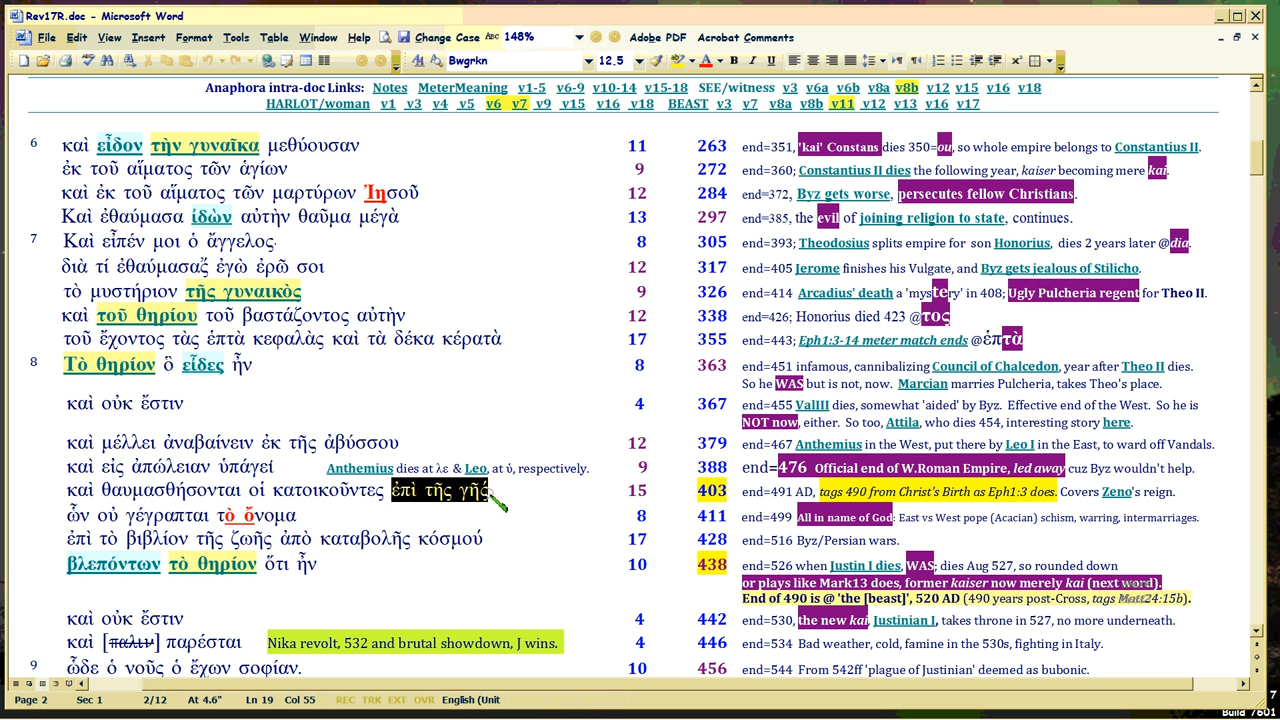 Rev17R.doc - Microsoft Word
File Edit View Insert Format Tools Table Window Help Change Case ABC 148% Adobe PDF Acrobat Comments
Bwgrkn 12.5 B I U
Anaphora intra-doc Links: Notes MeterMeaning v1-5 v6-9 v10-14 v15-18 SEE/witness v3 v6a v6b v8a v8b v12 v15 v16 v18
HARLOT/woman v1 v3 v4 v5 v6 v7 v9 v15 v16 v18 BEAST v3 v7 v8a v8b v11 v12 v13 v16 v17
6 καὶ εἶδον τὴν γυναῖκα μεθύουσαν 11 263 end=351, 'kai' Constans dies 350=ou, so whole empire belongs to Constantius II.
ἐκ τοῦ αἵματος τῶν ἁγίων 9 272 end=360; Constantius II dies the following year, kaiser becoming mere kai.
καὶ ἐκ τοῦ αἵματος τῶν μαρτύρων Ἰησοῦ 12 284 end=372, Byz gets worse, persecutes fellow Christians.
Καὶ ἐθαύμασα ἰδὼν αὐτὴν θαῦμα μέγὰ 13 297 end=385, the evil of joining religion to state, continues.
7 Καὶ εἶπέν μοι ὁ ἄγγελος· 8 305 end=393; Theodosius splits empire for son Honorius, dies 2 years later @dia.
διὰ τί ἐθαύμασαξ̓ ἐγὼ ἐρῶ σοι 12 317 end=405 Jerome finishes his Vulgate, and Byz gets jealous of Stilicho.
τὸ μυστήριον τῆς γυναικὸς 9 326 end=414 Arcadius' death a 'mystery' in 408; Ugly Pulcheria regent for Theo II.
καὶ τοῦ θηρίου τοῦ βαστάζοντος αὐτὴν 12 338 end=426; Honorius died 423 @τος
τοῦ ἔχοντος τὰς ἑπτὰ κεφαλὰς καὶ τὰ δέκα κέρατὰ 17 355 end=443; Eph1:3-14 meter match ends @ἑπτὰ
8 Τὸ θηρίον ὃ εἶδες ἦν 8 363 end=451 infamous, cannibalizing Council of Chalcedon, year after Theo II dies.
So he WAS but is not, now. Marcian marries Pulcheria, takes Theo's place.
καὶ οὐκ ἔστιν 4 367 end=455 ValIII dies, somewhat 'aided' by Byz. Effective end of the West. So he is
NOT now, either. So too, Attila, who dies 454, interesting story here.
καὶ μέλλει ἀναβαίνειν ἐκ τῆς ἀβύσσου 12 379 end=467 Anthemius in the West, put there by Leo I in the East, to ward off Vandals.
καὶ εἰς ἀπώλειαν ὑπάγεί Anthemius dies at λε & Leo, at ύ, respectively. 9 388 end=476 Official end of W.Roman Empire, led away cuz Byz wouldn't help.
καὶ θαυμασθήσονται οἱ κατοικοῦντες ἐπὶ τῆς γῆς 15 403 end=491 AD, tags 490 from Christ's Birth as Eph1:3 does. Covers Zeno's reign.
ὧν οὐ γέγραπται τὸ ὄνομα 8 411 end=499 All in name of God: East vs West pope (Acacian) schism, warring, intermarriages.
ἐπὶ τὸ βιβλίον τῆς ζωῆς ἀπὸ καταβολῆς κόσμού 17 428 end=516 Byz/Persian wars.
βλεπόντων τὸ θηρίον ὅτι ἦν 10 438 end=526 when Justin I dies, WAS; dies Aug 527, so rounded down
or plays like Mark13 does, former kaiser now merely kai (next
End of 490 is @ 'the [beast]', 520 AD (490 years post-Cross, tags Matt24:15b).
καὶ οὐκ ἔστιν 4 442 end=530, the new kai, Justinian I, takes throne in 527, no more underneath.
καὶ [παλιν] παρέσται Nika revolt, 532 and brutal showdown, J wins. 4 446 end=534 Bad weather, cold, famine in the 530s, fighting in Italy.
9 ὧδε ὁ νοῦς ὁ ἔχων σοφίαν. 10 456 end=544 From 542ff 'plague of Justinian' deemed as bubonic.
Page 2 Sec 1 2/12 At 4.6" Ln 19 Col 55 REC TRK EXT OVR English (Unit
7
Build 7601